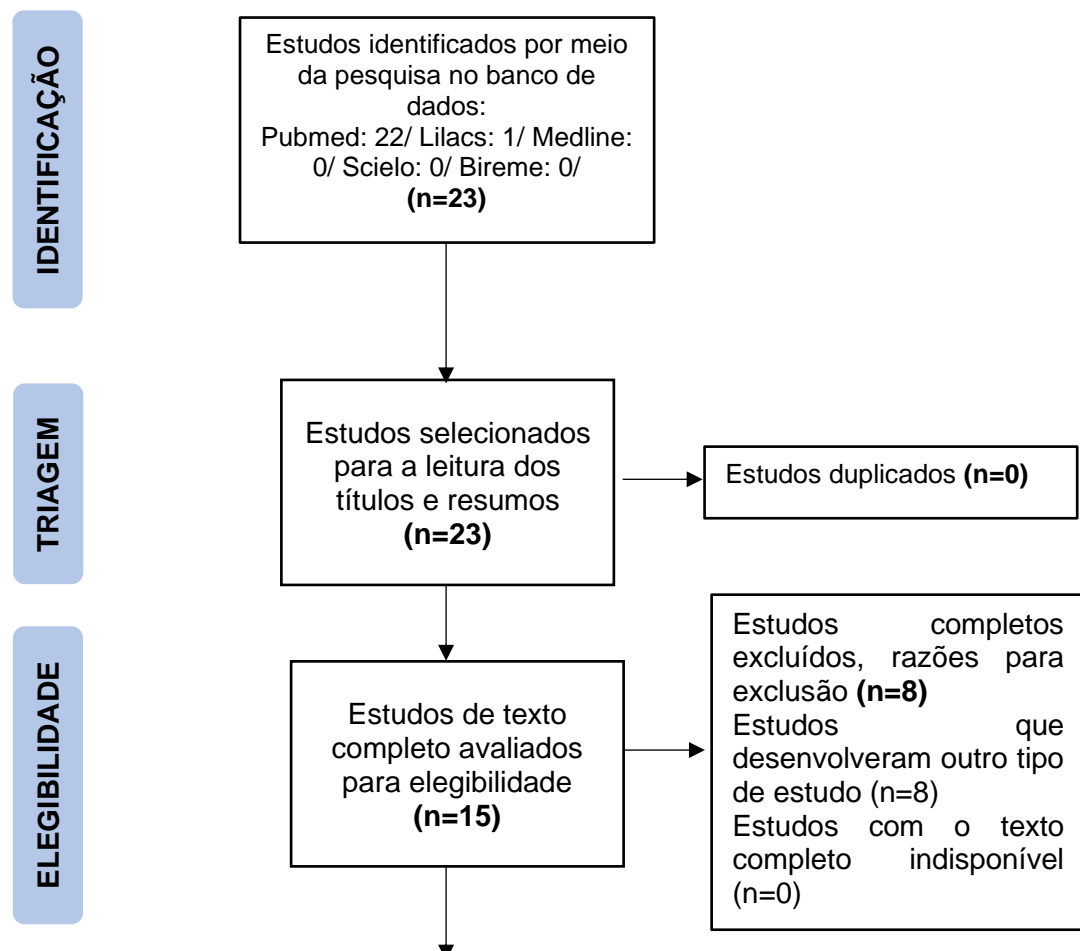 IDENTIFICAÇÃO
Estudos identificados por meio
da pesquisa no banco de
dados:
Pubmed: 22/ Lilacs: 1/ Medline:
0/ Scielo: 0/ Bireme: 0/
(n=23)
TRIAGEM
Estudos selecionados
para a leitura dos
títulos e resumos
(n=23)
Estudos duplicados (n=0)
ELEGIBILIDADE
Estudos de texto
completo avaliados
para elegibilidade
(n=15)
Estudos completos
excluídos, razões para
exclusão (n=8)
Estudos que
desenvolveram outro tipo
de estudo (n=8)
Estudos com o texto
completo indisponível
(n=0)